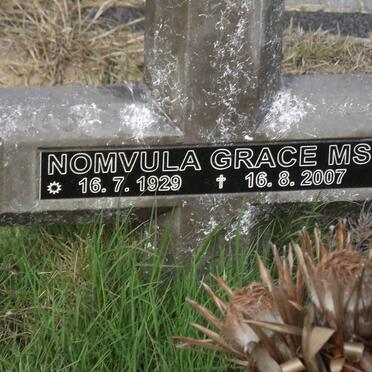 NOMVULA GRACE MS
16. 7. 1929 16. 8. 2007